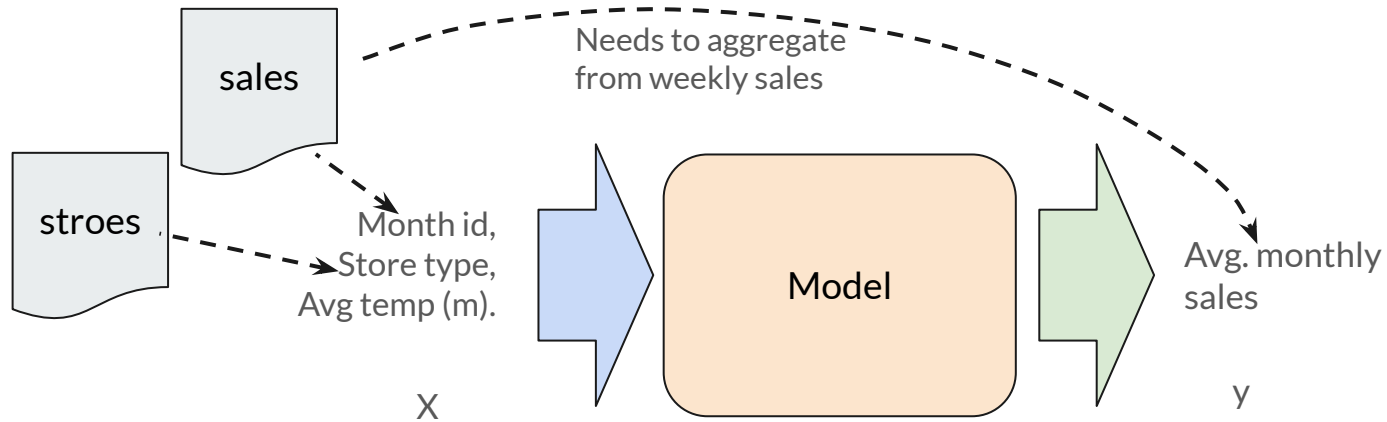 sales
Needs to aggregate
from weekly sales
stroes
Month id,
Store type,
Avg temp (m).
Model
Avg. monthly
sales
X
y